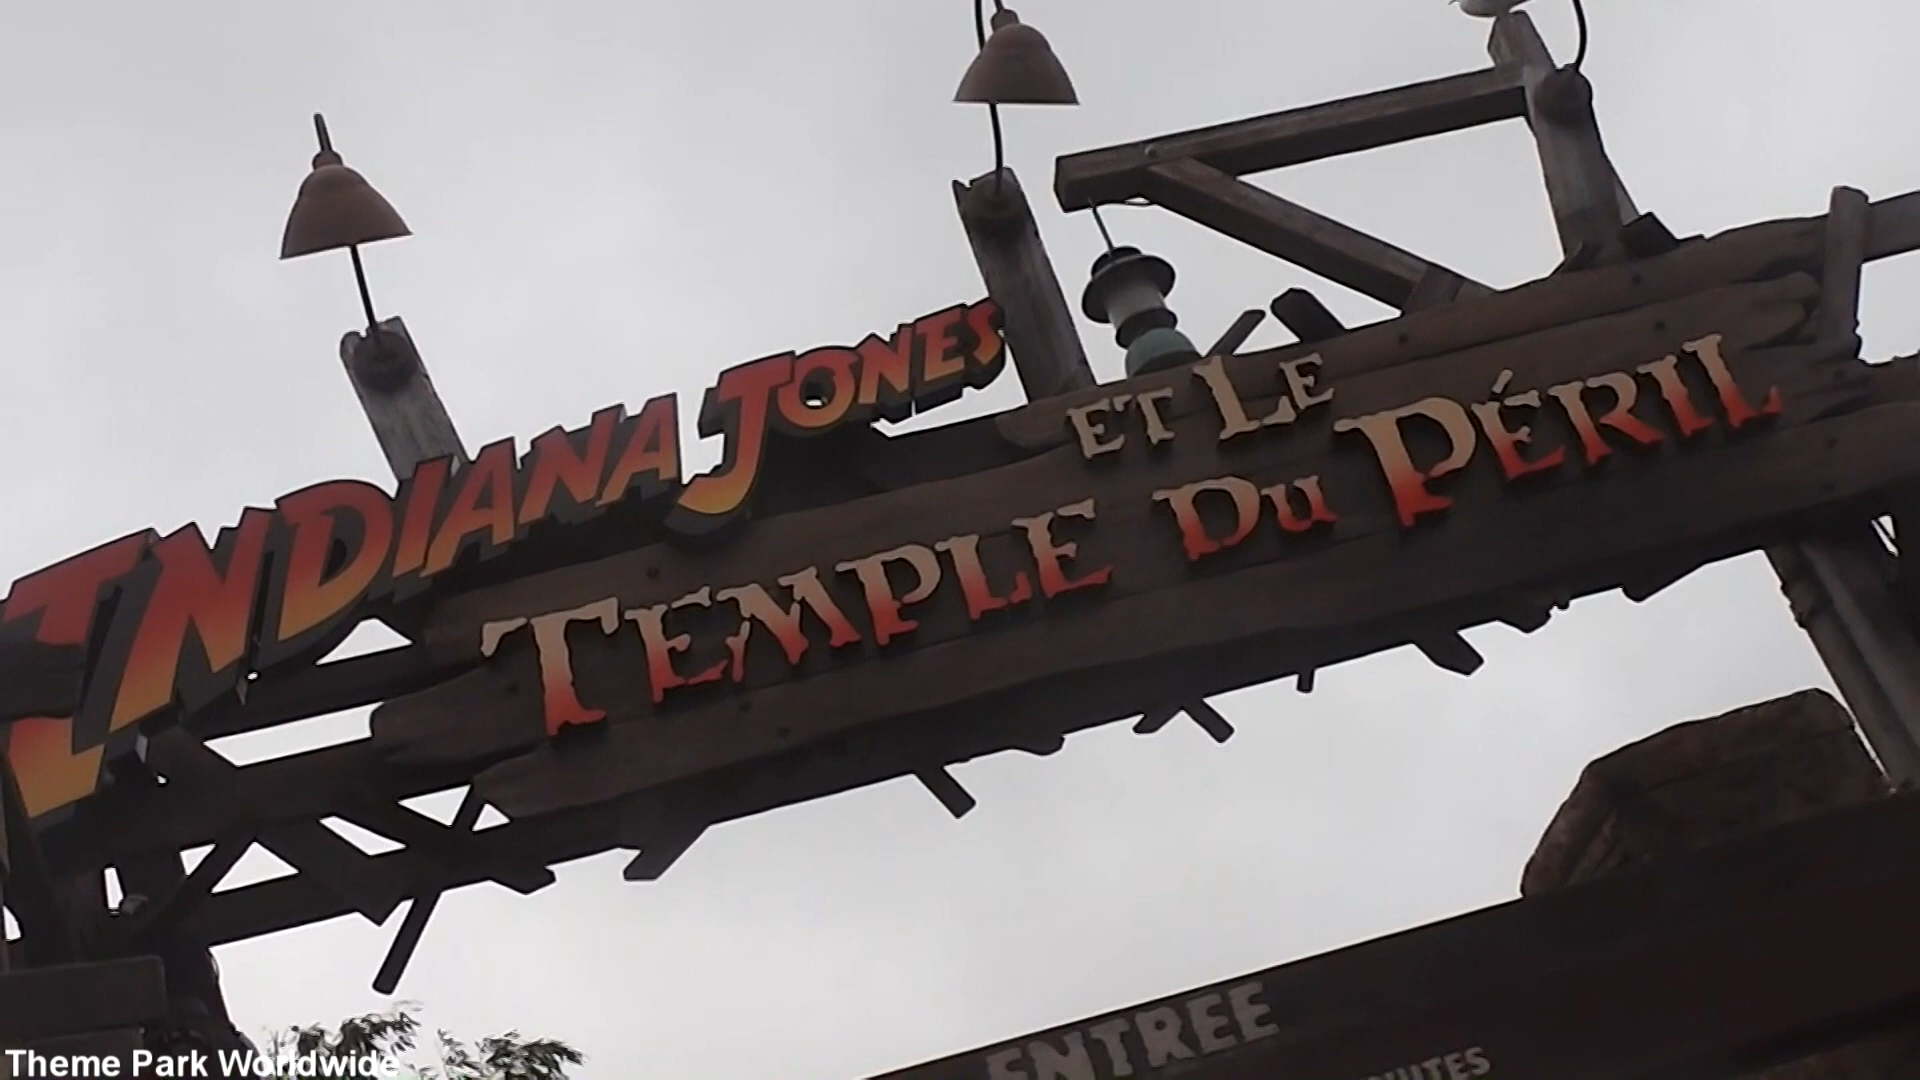 INDIANA JONES
ET LE
TEMPLE DU PÉRIL
ENTREE
Theme Park Worldwide